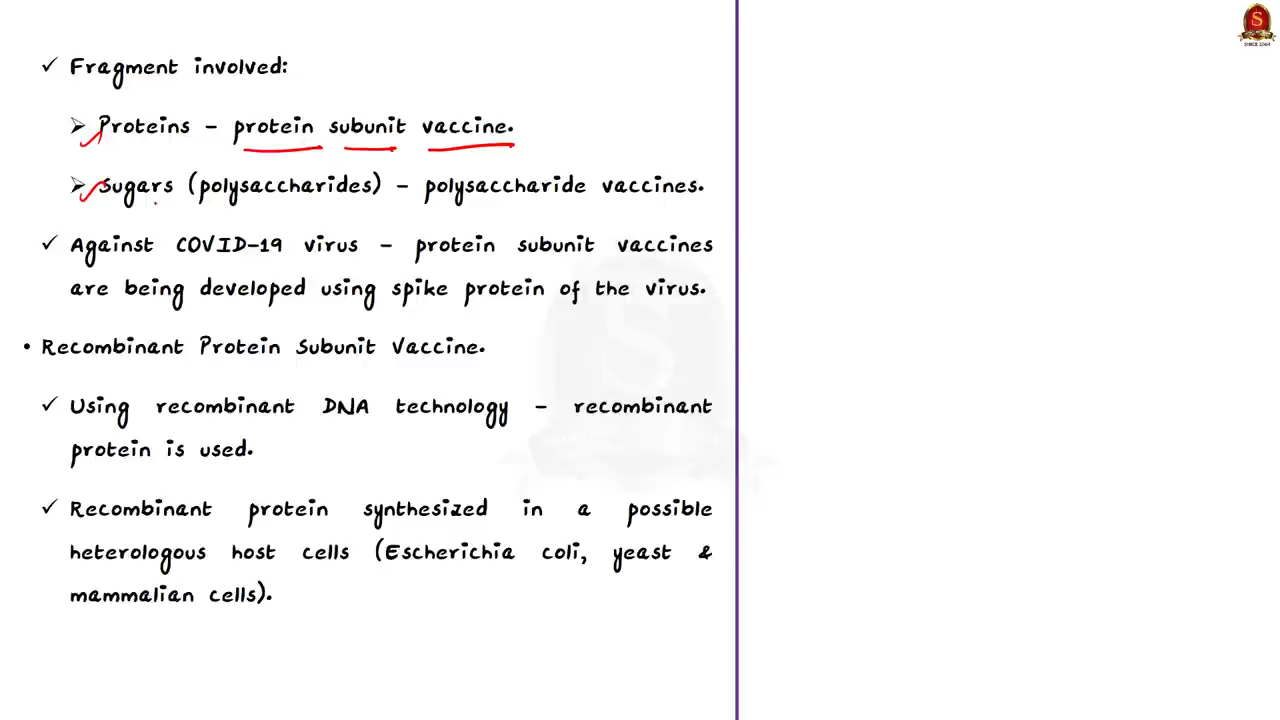 ✓ Fragment involved:
➢ Proteins – protein subunit vaccine.
➢ Sugars (polysaccharides) – polysaccharide vaccines.
✓ Against COVID-19 virus – protein subunit vaccines
are being developed using spike protein of the virus.
• Recombinant Protein Subunit Vaccine.
✓ Using recombinant DNA technology – recombinant
protein is used.
✓ Recombinant protein synthesized in a possible
heterologous host cells (Escherichia coli, yeast &
mammalian cells).
S
S